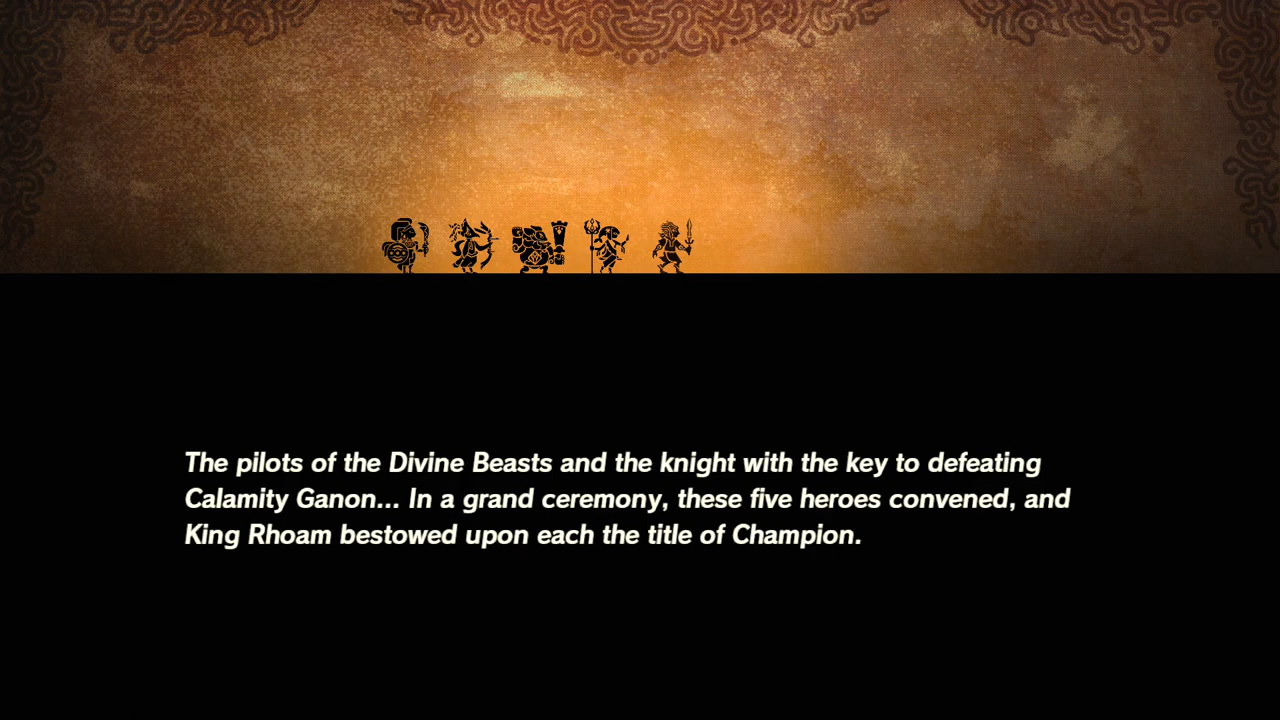 The pilots of the Divine Beasts and the knight with the key to defeating
Calamity Ganon... In a grand ceremony, these five heroes convened, and
King Rhoam bestowed upon each the title of Champion.